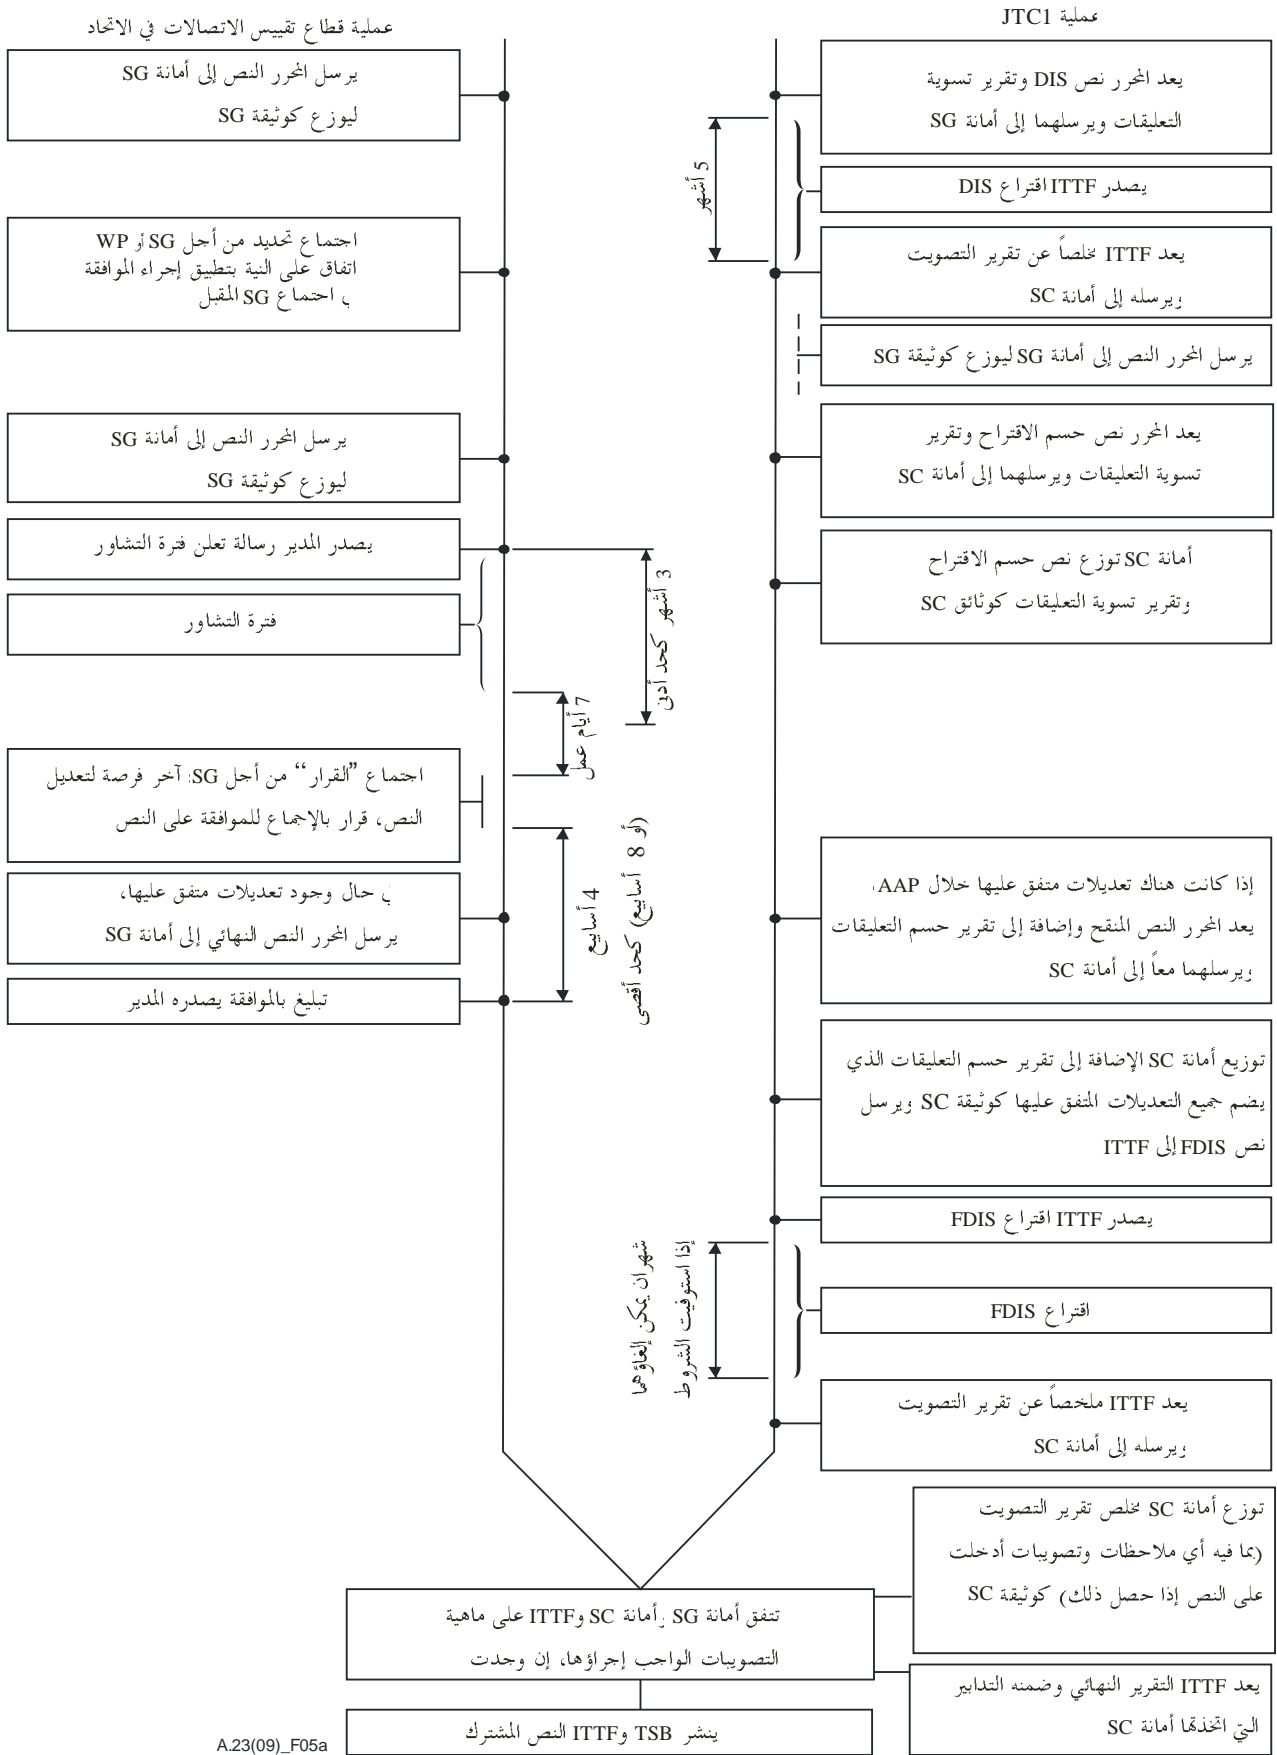 عملية JTC1
عملية قطاع تقييس الاتصالات في الاتحاد
يعد المحرر نص DIS وتقرير تسوية
التعليقات ويرسلهما إلى أمانة SG
يرسل المحرر النص إلى أمانة SG
ليوزع كوثيقة SG
5 أشهر
يصدر ITTF اقتراع DIS
يعد ITTF مخلصاً عن تقرير التصويت
ويرسله إلى أمانة SC
اجتماع تحديد من أجل SG أو WP
اتفاق على النية بتطبيق إجراء الموافقة
اجتماع SG المقبل
يرسل المحرر النص إلى أمانة SG ليوزع كوثيقة SG
يعد المحرر نص حسم الاقتراح وتقرير
تسوية التعليقات ويرسلهما إلى أمانة SC
يرسل المحرر النص إلى أمانة SG
ليوزع كوثيقة SG
أمانة SC توزع نص حسم الاقتراح
وتقرير تسوية التعليقات كوثائق SC
يصدر المدير رسالة تعلن فترة التشاور
فترة التشاور
3 أشهر كحد أدنى
7 أيام عمل
اجتماع "القرار" من أجل SG: آخر فرصة لتعديل
النص، قرار بالإجماع للموافقة على النص
4 أسابيع
(أو 8 أسابيع) كحد أقصى
حال وجود تعديلات متفق عليها،
يرسل المحرر النص النهائي إلى أمانة SG
تبليغ بالموافقة يصدره المدير
إذا كانت هناك تعديلات متفق عليها خلال AAP،
يعد المحرر النص المنقح وإضافة إلى تقرير حسم التعليقات
ويرسلهما معاً إلى أمانة SC
توزيع أمانة SC الإضافة إلى تقرير حسم التعليقات الذي
يضم جميع التعديلات المتفق عليها كوثيقة SC ويرسل
نص FDIS إلى ITTF
يصدر ITTF اقتراع FDIS
شهران يمكن إلغاؤهما
إذا استوفيت الشروط
اقتراع FDIS
يعد ITTF ملخصاً عن تقرير التصويت
ويرسله إلى أمانة SC
توزع أمانة SC مخلص تقرير التصويت
(بما فيه أي ملاحظات وتصويبات أدخلت
على النص إذا حصل ذلك) كوثيقة SC
تتفق أمانة SG وأمانة SC وITTF على ماهية
التصويبات الواجب إجراؤها، إن وجدت
يعد ITTF التقرير النهائي وضمنه التدابير
التي اتخذتها أمانة SC
ينشر TSB وITTF النص المشترك
A.23(09)_F05a